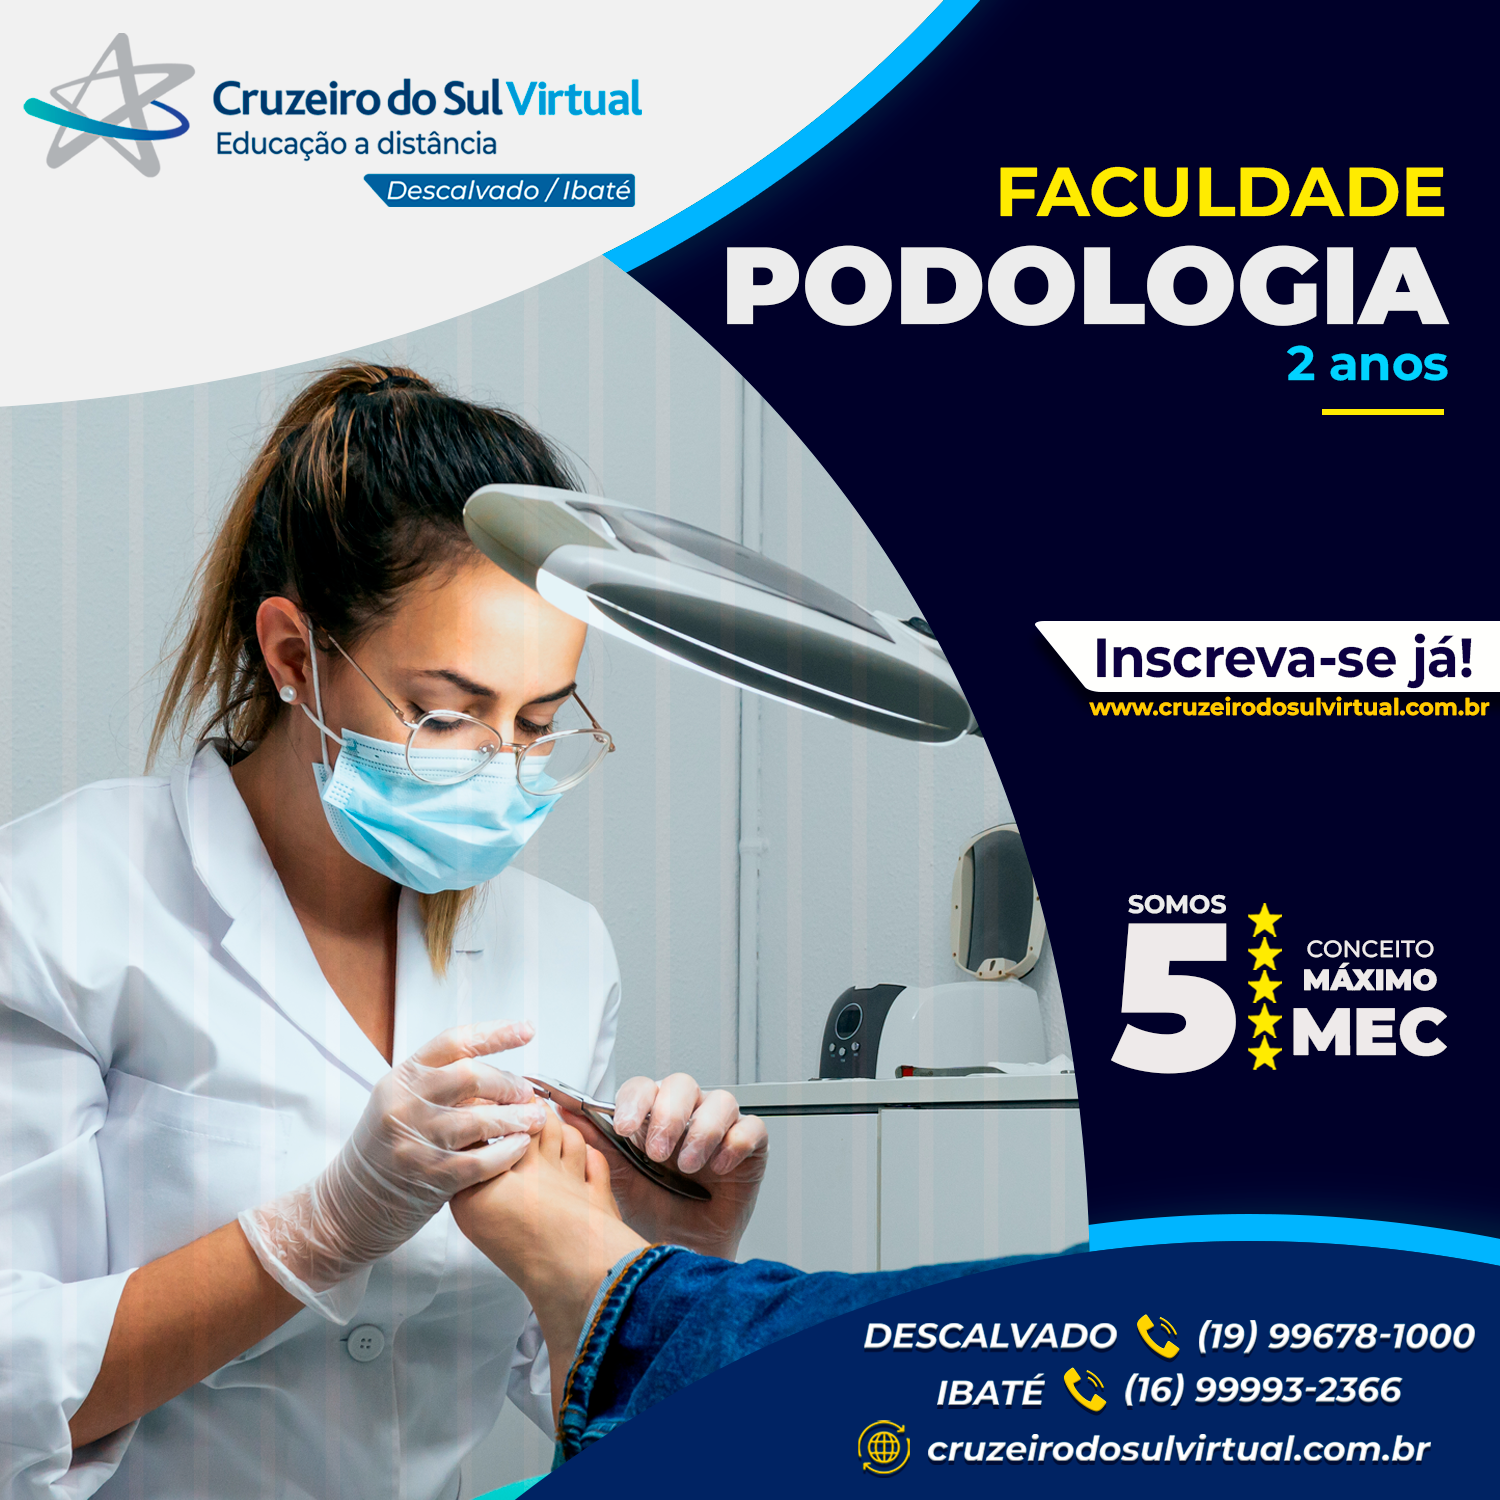 Cruzeiro do Sul Virtual
Educação a distância
Descalvado / Ibaté
FACULDADE
PODOLOGIA
2 anos
Inscreva-se já!
www.cruzeirodosulvirtual.com.br
SOMOS
5
CONCEITO
MÁXIMO
MEC
DESCALVADO (19) 99678-1000
IBATÉ (16) 99993-2366
cruzeirodosulvirtual.com.br